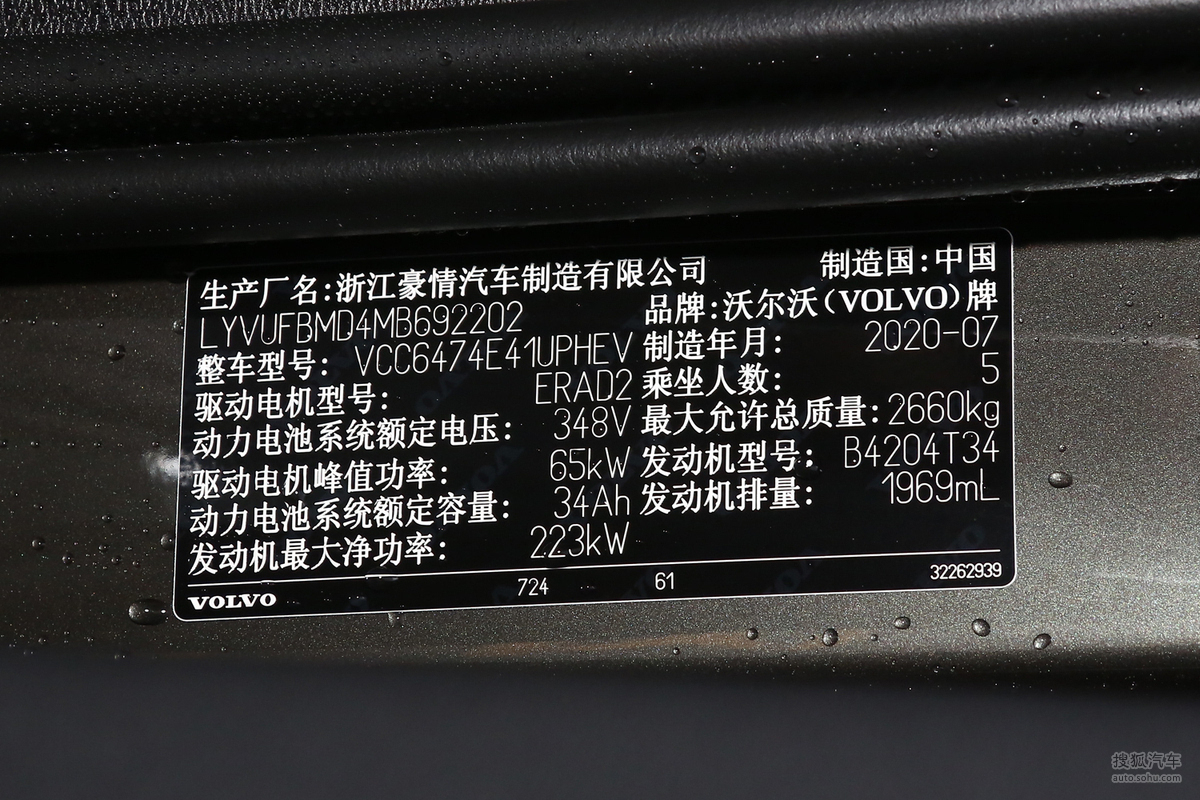 生产厂名:浙江豪情汽车制造有限公司 制造国:中国
LYVUFBMD4MB692202 品牌:沃尔沃(VOLVO)牌
整车型号: VCC6474E41UPHEV 制造年月: 2020-07
驱动电机型号: ERAD2 乘坐人数: 5
动力电池系统额定电压: 348V 最大允许总质量: 2660kg
驱动电机峰值功率: 65kW 发动机型号: B4204T34
动力电池系统额定容量: 34Ah 发动机排量: 1969mL
发动机最大净功率: 223kW
VOLVO 724 61 32262939
搜狐汽车
auto.sohu.com